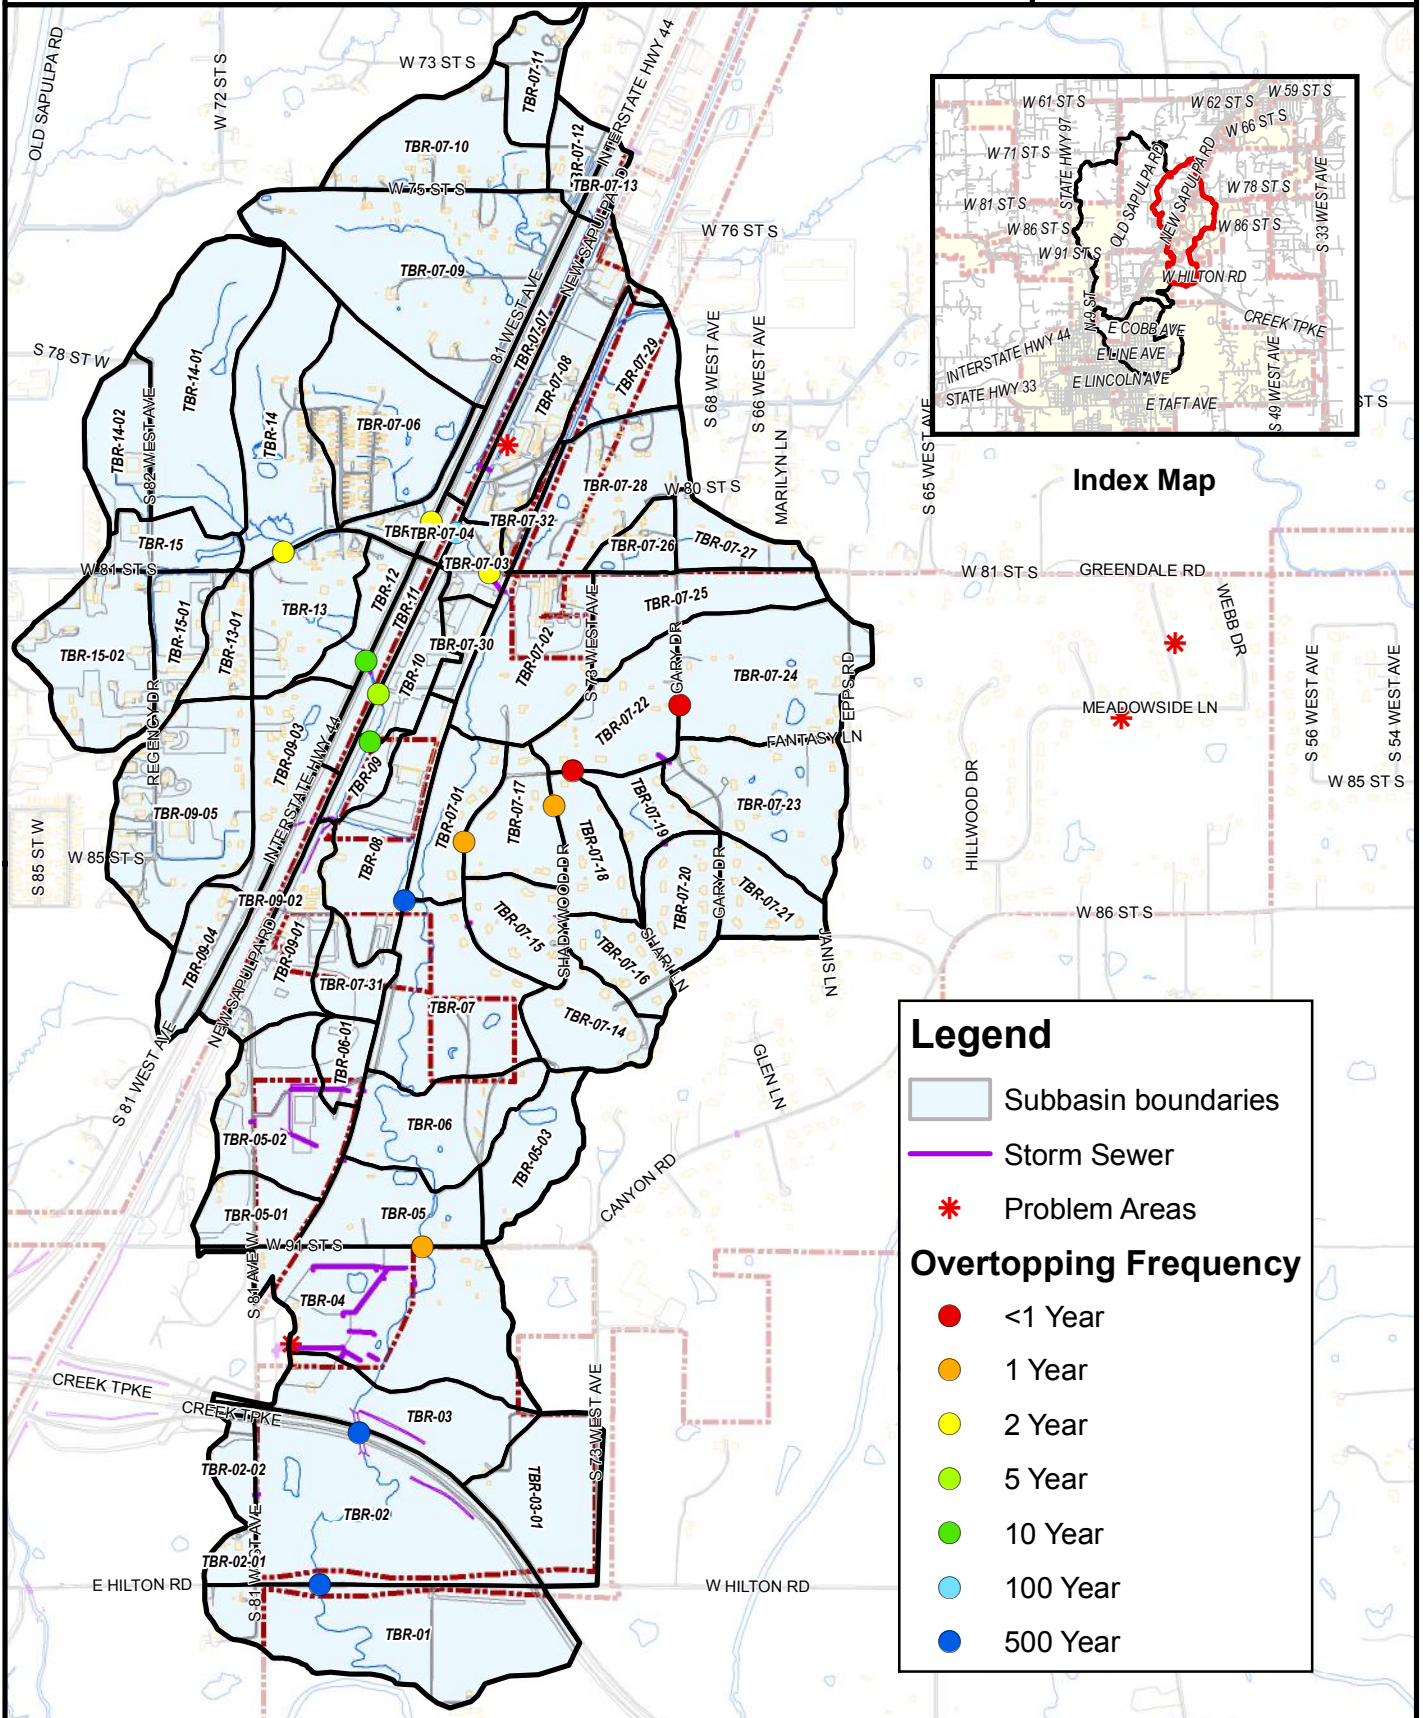 W 73 ST S
OLD SAPULPA RD
W 72 ST S
TBR-07-11
INTERSTATE HWY 44
TBR-07-10
TBR-07-12
TBR-07-13
W 75 ST S
NEW SAPULPA RD
W 76 ST S
TBR-07-09
81 WEST AVE
TBR-07-07
TBR-07-08
TBR-07-29
S 68 WEST AVE
S 66 WEST AVE
S 78 ST W
TBR-14-01
TBR-14-02
S 82 WEST AVE
TBR-14
TBR-07-06
MARILYN LN
S 65 WEST AVE
ST S
TBR-07-28
W 80 ST S
TBR-07-32
TBR-07-04
TBR-15
TBR-07-26
TBR-07-27
TBR-07-03
W 81 ST S
W 81 ST S
GREENDALE RD
TBR-12
TBR-11
TBR-13
TBR-13-01
TBR-15-01
TBR-15-02
TBR-07-25
S 73 WEST AVE
TBR-07-02
TBR-07-30
TBR-10
GARY DR
TBR-07-24
EPPS RD
WEBB DR
S 56 WEST AVE
S 54 WEST AVE
REGENCY DR
TBR-07-22
MEADOWSIDE LN
FANTASY LN
TBR-09-03
INTERSTATE HWY 44
TBR-09
TBR-07-01
TBR-07-17
TBR-07-19
TBR-07-23
W 85 ST S
HILLWOOD DR
TBR-09-05
TBR-08
TBR-07-18
S 85 ST W
W 85 ST S
SHADYWOOD DR
TBR-07-20
GARY DR
TBR-07-21
TBR-09-02
W 86 ST S
TBR-07-15
TBR-07-16
SHARI LN
JANIS LN
TBR-09-04
NEW SAPULPA RD
TBR-09-01
TBR-07-31
TBR-07
TBR-07-14
S 81 WEST AVE
TBR-06-01
GLEN LN
TBR-05-02
TBR-06
TBR-05-03
CANYON RD
TBR-05-01
TBR-05
W 91 ST S
S 81 AVE W
TBR-04
CREEK TPKE
CREEK TPKE
TBR-03
S 73 WEST AVE
TBR-02-02
TBR-03-01
TBR-02
S 81 WEST AVE
TBR-02-01
E HILTON RD
W HILTON RD
TBR-01
W 61 ST S
W 62 ST S
W 59 ST S
W 66 ST S
STATE HWY 97
W 71 ST S
OLD SAPULPA RD
NEW SAPULPA RD
W 78 ST S
S 33 WEST AVE
W 81 ST S
W 86 ST S
W 86 ST S
W 91 ST S
W HILTON RD
N 9 ST
CREEK TPKE
E COBB AVE
INTERSTATE HWY 44
E LINE AVE
S 49 WEST AVE
STATE HWY 33
E LINCOLN AVE
E TAFT AVE
Index Map
Legend
Subbasin boundaries
Storm Sewer
Problem Areas
Overtopping Frequency
<1 Year
1 Year
2 Year
5 Year
10 Year
100 Year
500 Year